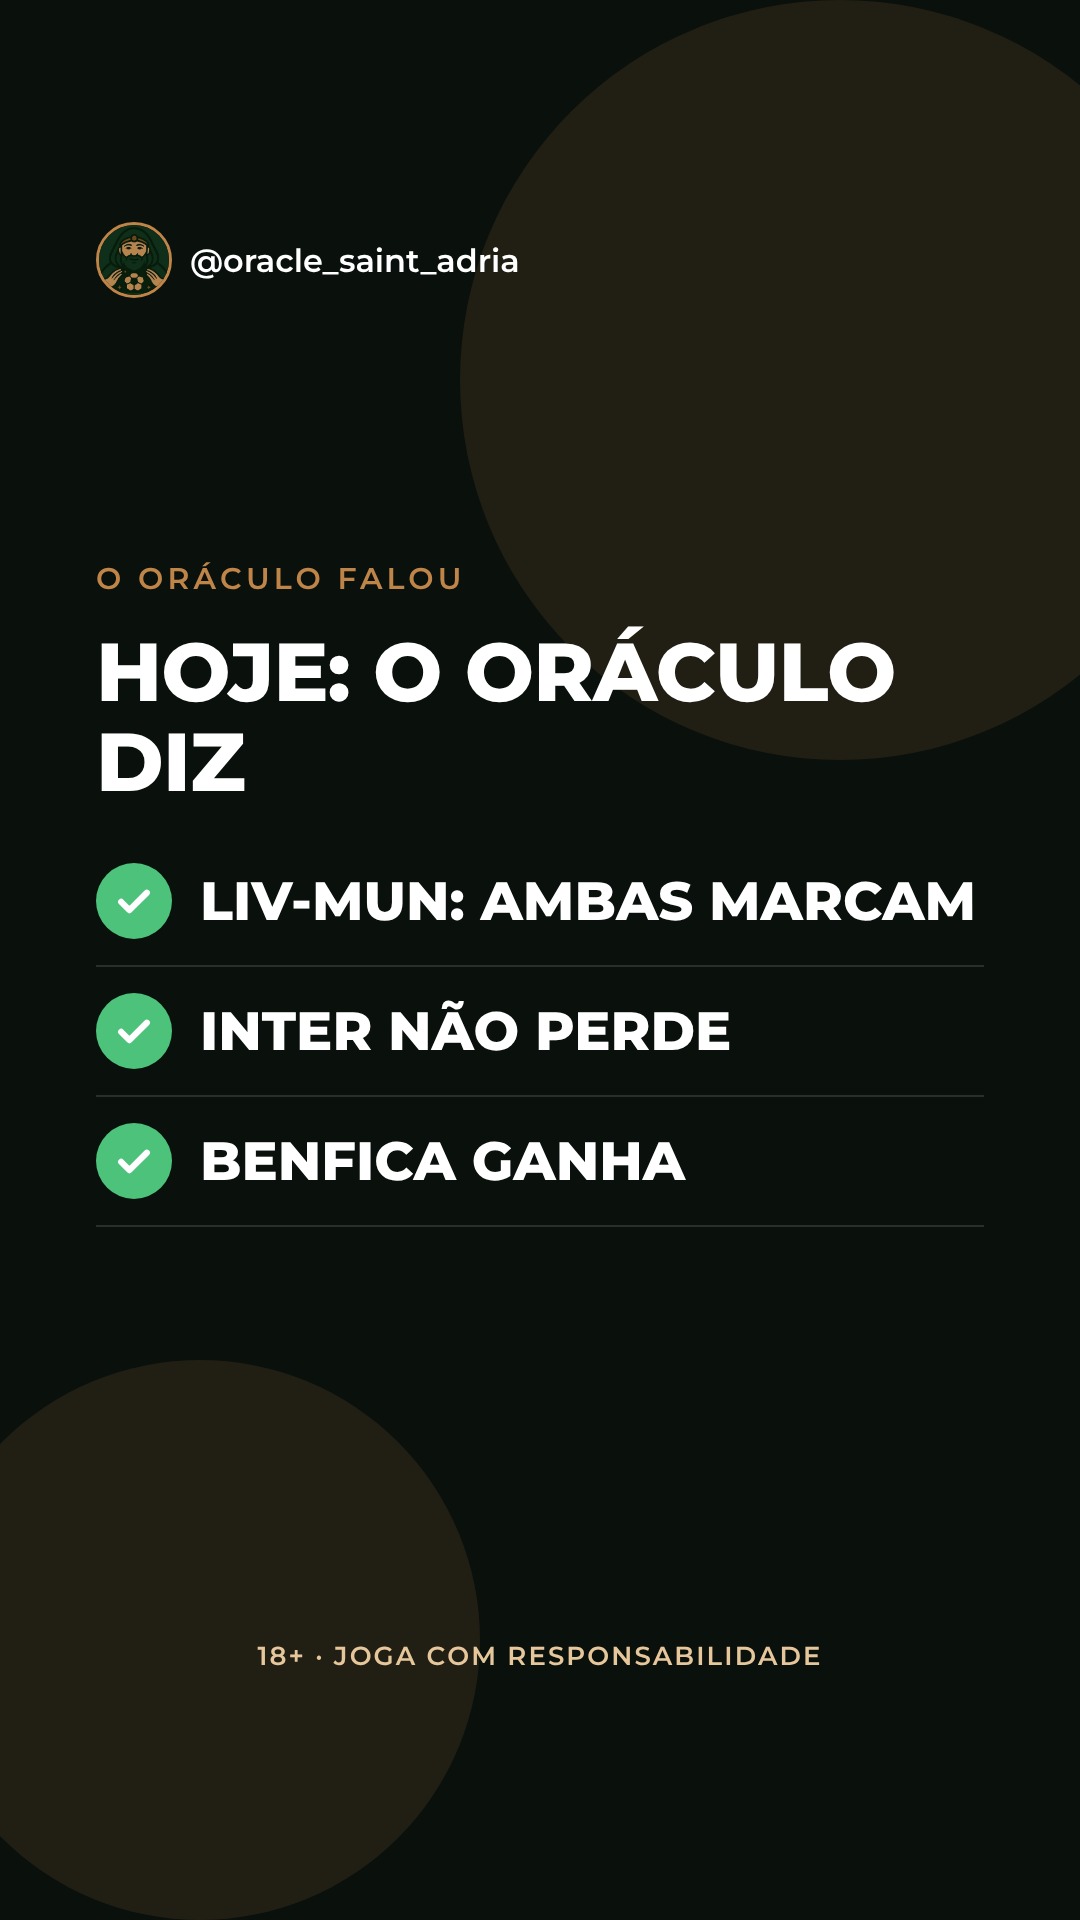 @oracle_saint_adria
O ORÁCULO FALOU
HOJE: O ORÁCULO
DIZ
LIV-MUN: AMBAS MARCAM
INTER NÃO PERDE
BENFICA GANHA
18+ · JOGA COM RESPONSABILIDADE